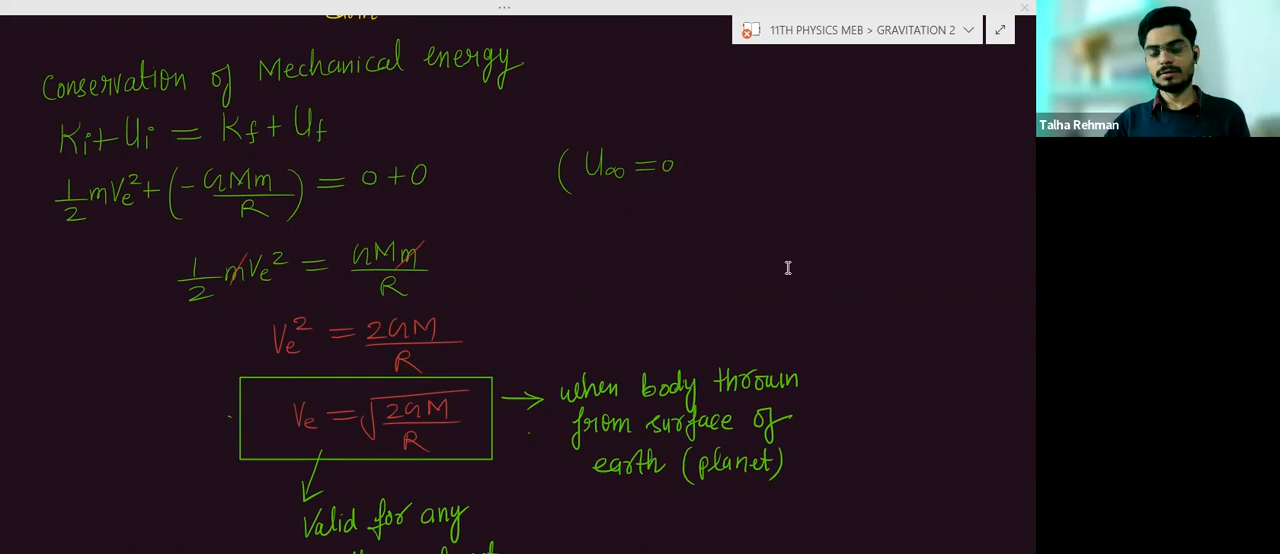 11TH PHYSICS MEB > GRAVITATION 2
Talha Rehman
Conservation of Mechanical energy
Ki + Ui = Kf + Uf
1/2 mVe² + (-GMm/R) = 0 + 0
(U∞ = 0
1/2 mVe² = GMm/R
Ve² = 2GM/R
Ve = √(2GM/R)
when body thrown
from surface of
earth (planet)
Valid for any